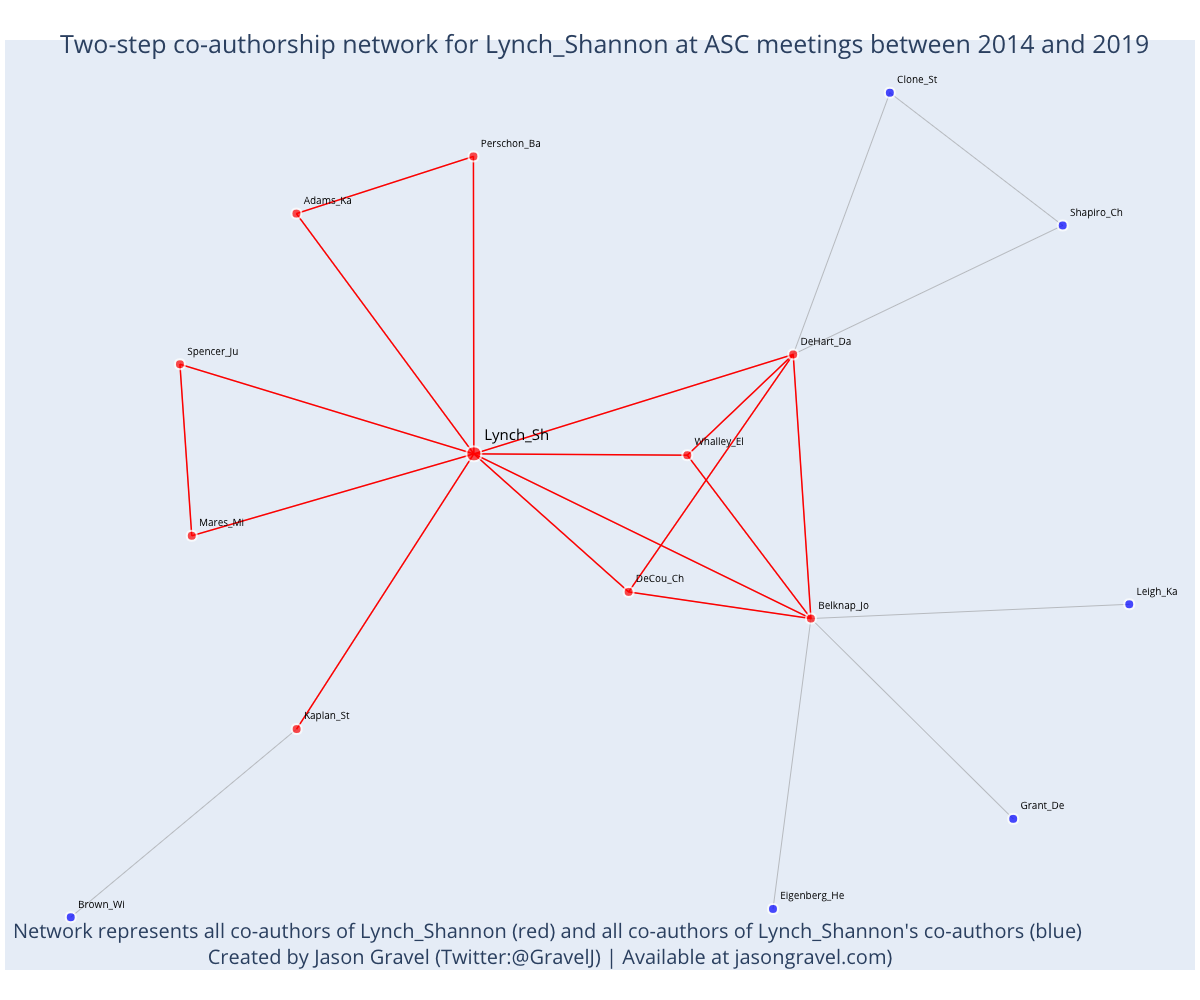 Two-step co-authorship network for Lynch_Shannon at ASC meetings between 2014 and 2019
Clone_St
Perschon_Ba
Adams_Ka
Shapiro_Ch
DeHart_Da
Spencer_Ju
Lynch_Sh
Whalley_El
Mares_Mi
DeCou_Ch
Leigh_Ka
Belknap_Jo
Kaplan_St
Grant_De
Eigenberg_He
Brown_Wi
Network represents all co-authors of Lynch_Shannon (red) and all co-authors of Lynch_Shannon's co-authors (blue)
Created by Jason Gravel (Twitter:@GravelJ) | Available at jasongravel.com)